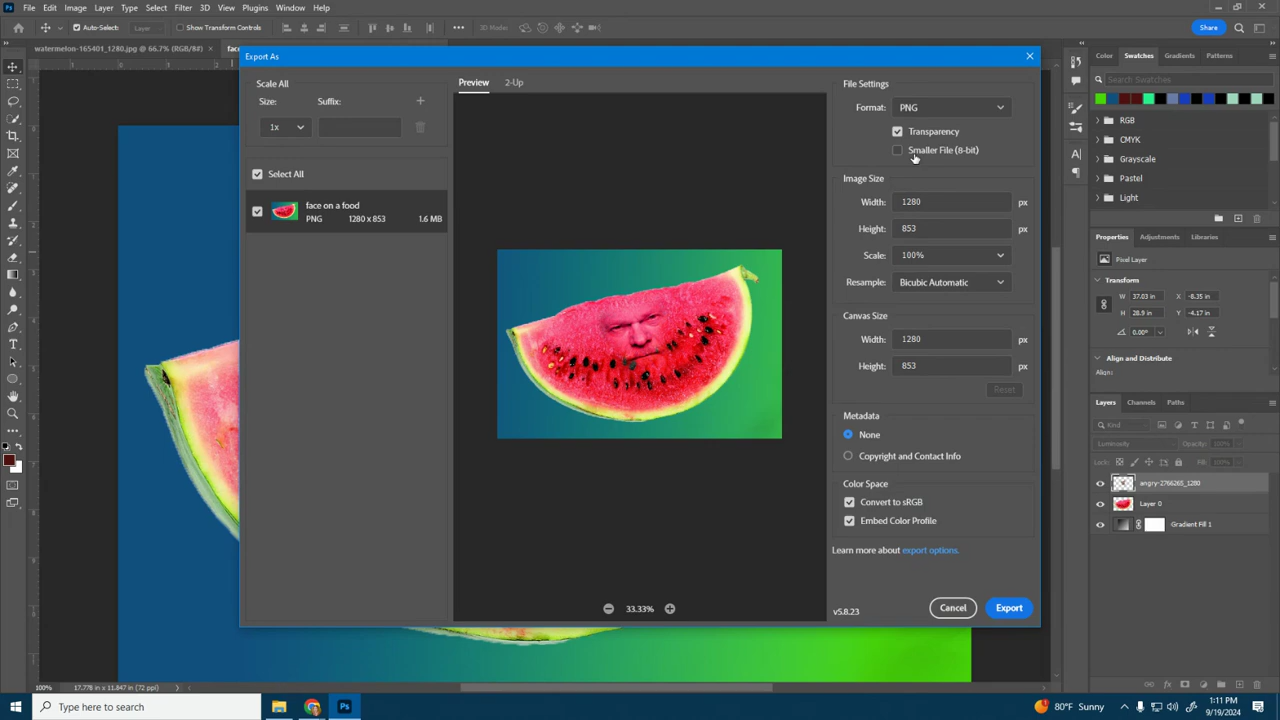 Ps File Edit Image Layer Type Select Filter 3D View Plugins Window Help
Auto-Select: Layer Show Transform Controls 3D Mode: Share
watermelon-165401_1280.jpg @ 66.7% (RGB/8#) × fac
Export As
Scale All
Size: Suffix: +
1x
Select All
face on a food
PNG 1280 x 853 1.6 MB
Preview 2-Up
33.33%
File Settings
Format: PNG
Transparency
Smaller File (8-bit)
Image Size
Width: 1280 px
Height: 853 px
Scale: 100%
Resample: Bicubic Automatic
Canvas Size
Width: 1280 px
Height: 853 px
Reset
Metadata
None
Copyright and Contact Info
Color Space
Convert to sRGB
Embed Color Profile
Learn more about export options.
v5.8.23 Cancel Export
Color Swatches Gradients Patterns
Search Swatches
RGB
CMYK
Grayscale
Pastel
Light
Properties Adjustments Libraries
Pixel Layer
Transform
W 37.03 in X -8.35 in
H 28.9 in Y -4.17 in
0.00°
Align and Distribute
Align:
Layers Channels Paths
Kind
Luminosity Opacity: 100%
Lock: Fill: 100%
angry-2766265_1280
Layer 0
Gradient Fill 1
100% 17.778 in x 11.847 in (72 ppi)
Type here to search
80°F Sunny
1:11 PM
9/19/2024